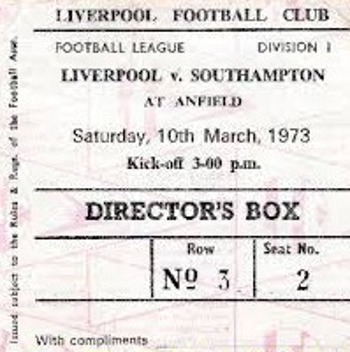 LIVERPOOL FOOTBALL CLUB
FOOTBALL LEAGUE DIVISION 1
LIVERPOOL v. SOUTHAMPTON
AT ANFIELD
Saturday, 10th March, 1973
Kick-off 3-00 p.m.
DIRECTOR'S BOX
Row Seat No.
Nº 3 2
With compliments
Issued subject to the Rules & Regs. of the Football Assn.